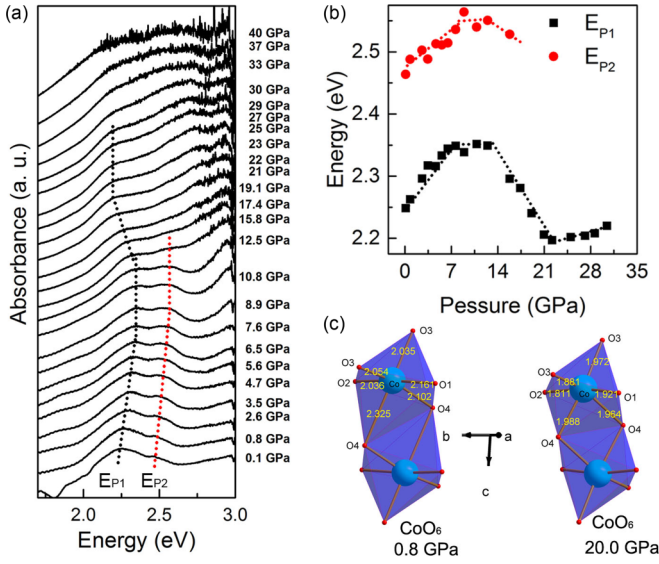 (a)
40 GPa
37 GPa
33 GPa
30 GPa
29 GPa
27 GPa
25 GPa
23 GPa
22 GPa
21 GPa
19.1 GPa
17.4 GPa
15.8 GPa
12.5 GPa
10.8 GPa
8.9 GPa
7.6 GPa
6.5 GPa
5.6 GPa
4.7 GPa
3.5 GPa
2.6 GPa
0.8 GPa
0.1 GPa
Absorbance (a. u.)
EP1 EP2
2.0 2.5 3.0
Energy (eV)
(b)
EP1
EP2
2.5
2.4
2.3
2.2
Energy (eV)
0 7 14 21 28 35
Pessure (GPa)
(c)
O3
2.035
O3
2.054
Co
O2
2.036
2.161
O1
2.102
2.325
O4
O4
b a
c
CoO6
0.8 GPa
O3
1.972
O3
1.881
O2
1.811
Co
1.921
O1
1.964
1.988
O4
O4
CoO6
20.0 GPa